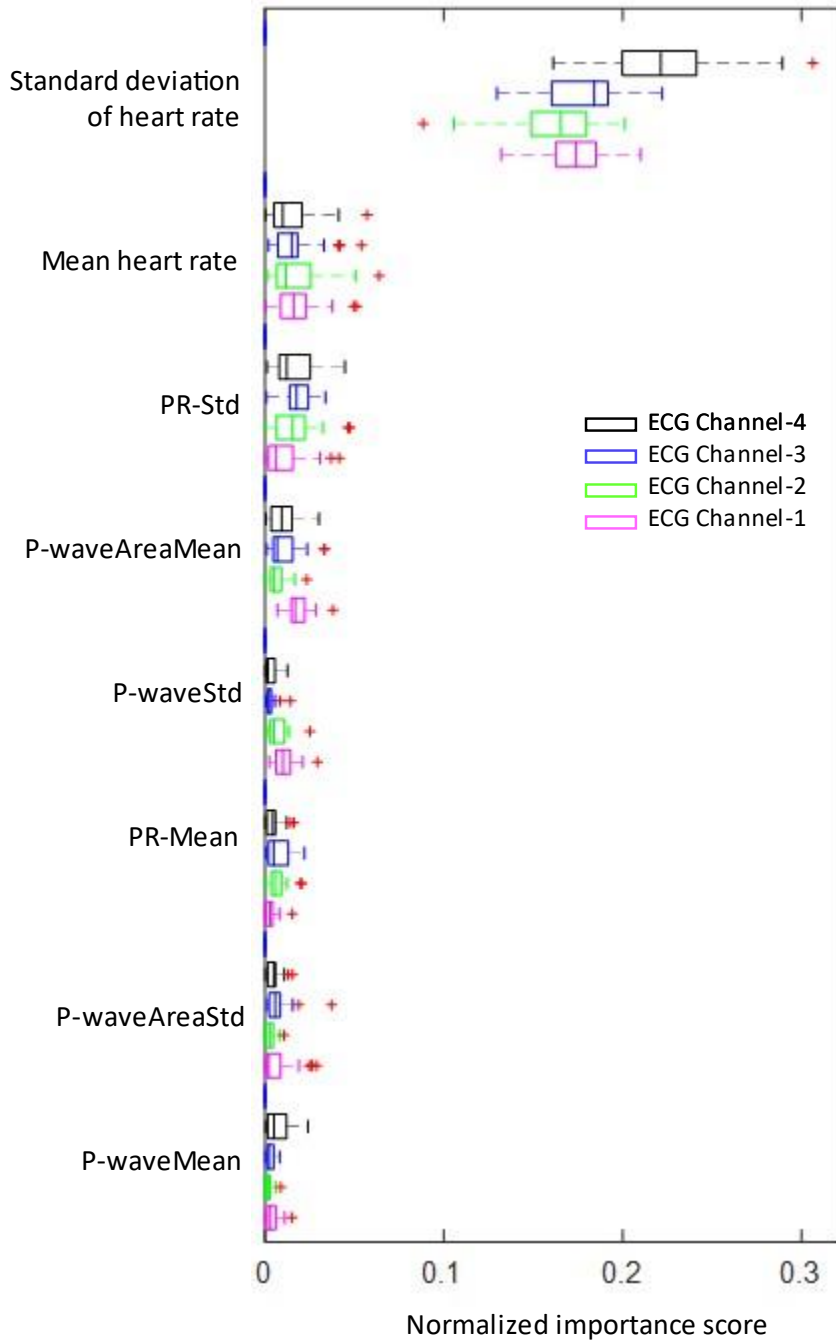 Standard deviation
of heart rate
Mean heart rate
PR-Std
ECG Channel-4
ECG Channel-3
ECG Channel-2
ECG Channel-1
P-waveAreaMean
P-waveStd
PR-Mean
P-waveAreaStd
P-waveMean
0 0.1 0.2 0.3
Normalized importance score